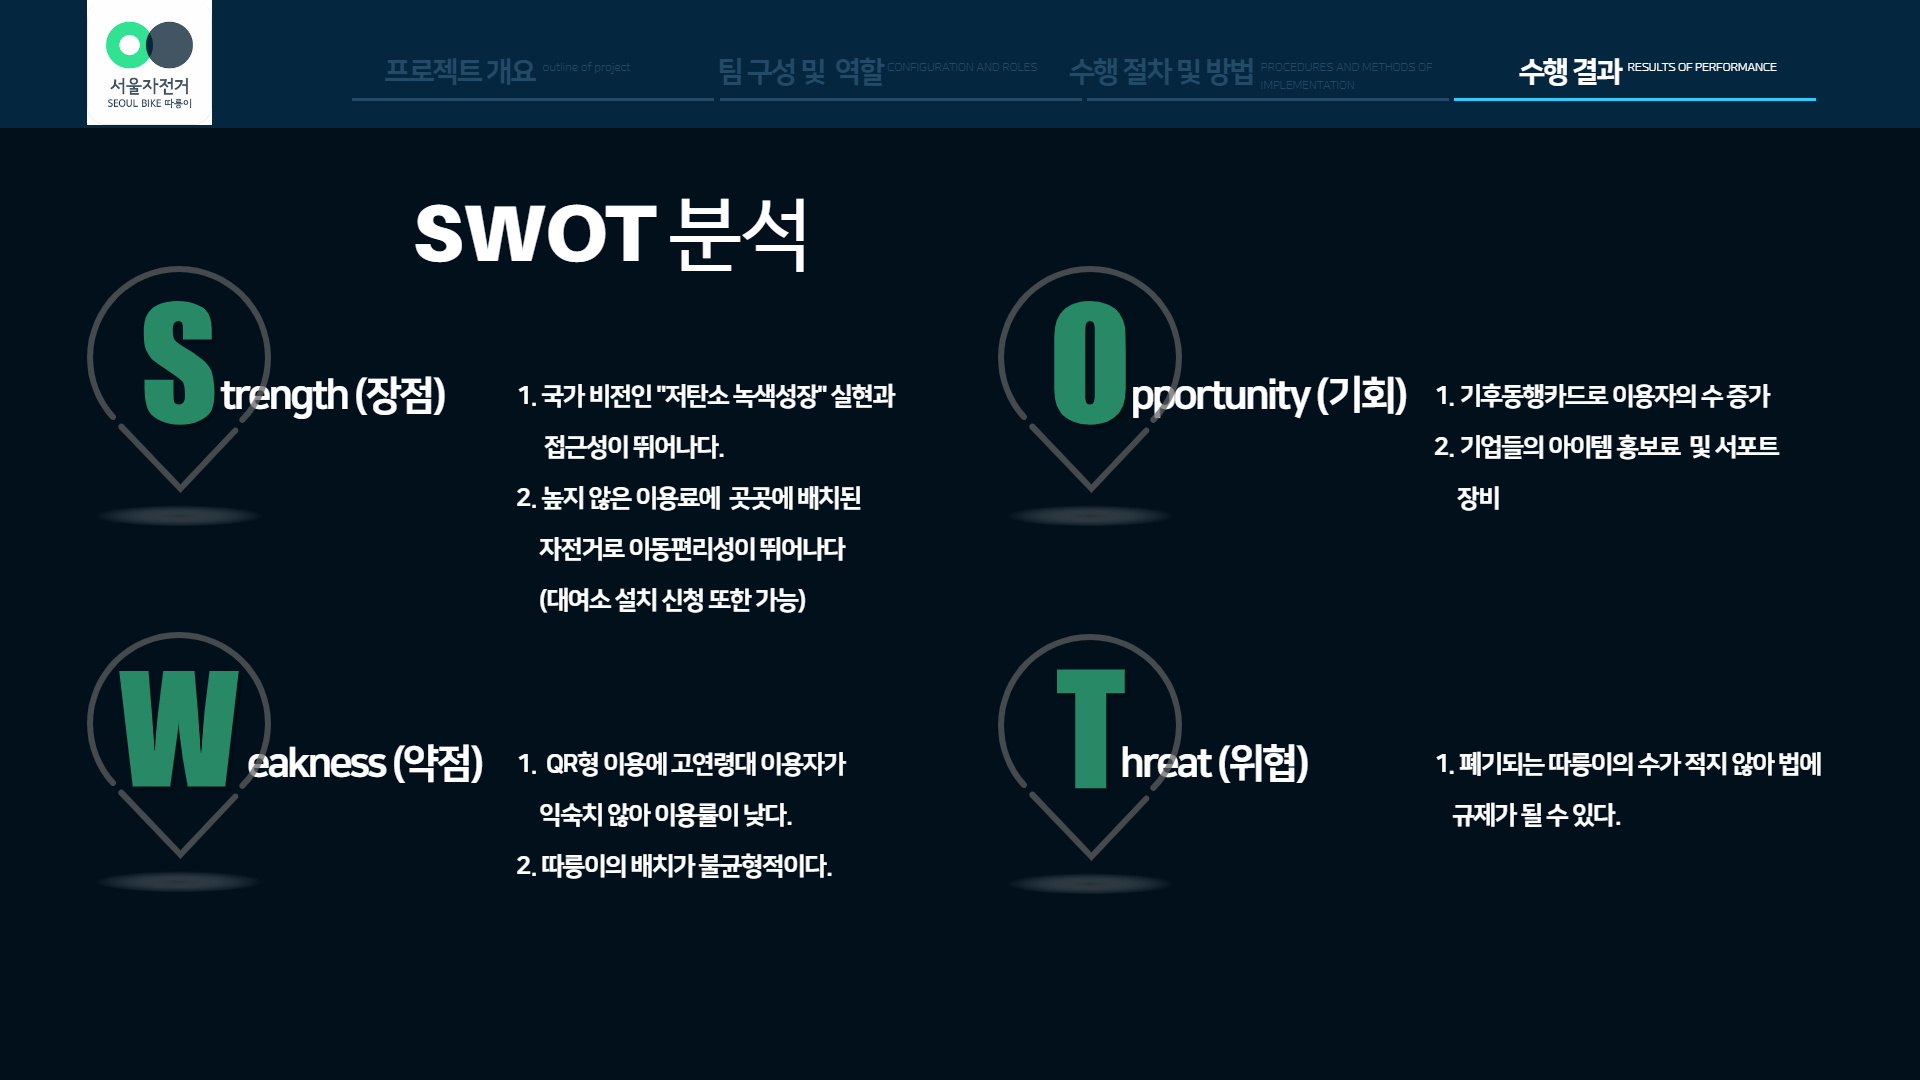 서울자전거
SEOUL BIKE 따릉이
프로젝트 개요 outline of project
팀 구성 및 역할 CONFIGURATION AND ROLES
수행 절차 및 방법 PROCEDURES AND METHODS OF
IMPLEMENTATION
수행 결과 RESULTS OF PERFORMANCE
SWOT 분석
Strength (장점)
1. 국가 비전인 "저탄소 녹색성장" 실현과
접근성이 뛰어나다.
2. 높지 않은 이용료에 곳곳에 배치된
자전거로 이동편리성이 뛰어나다
(대여소 설치 신청 또한 가능)
Opportunity (기회)
1. 기후동행카드로 이용자의 수 증가
2. 기업들의 아이템 홍보료 및 서포트
장비
Weakness (약점)
1. QR형 이용에 고연령대 이용자가
익숙치 않아 이용률이 낮다.
2. 따릉이의 배치가 불균형적이다.
Threat (위협)
1. 폐기되는 따릉이의 수가 적지 않아 법에
규제가 될 수 있다.